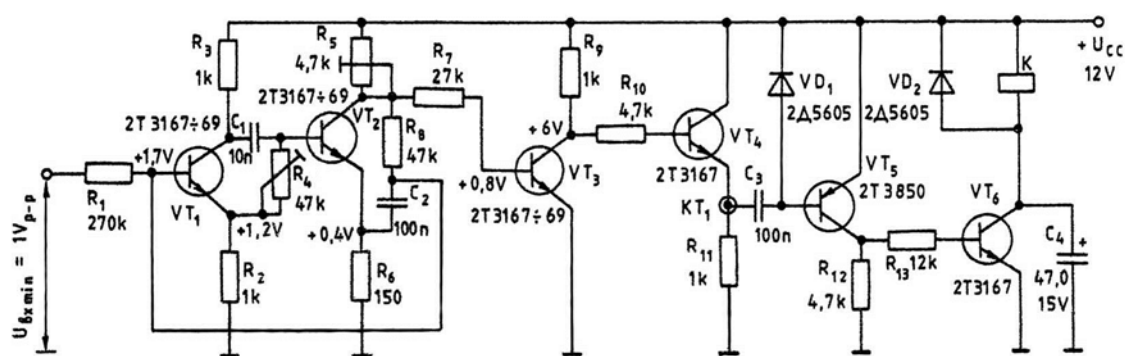 R3
1k
R5
4,7k
R7
27k
R9
1k
R10
4,7k
VD1
2Д5605
VD2
2Д5605
K
+ Ucc
12V
2T3167÷69
2T3167÷69
C1
10n
VT2
R8
47k
+6V
VT4
2T3167
+1,7V
R1
270k
VT1
R4
47k
+1,2V
C2
100n
+0,4V
+0,8V
VT3
2T3167÷69
KT1
C3
100n
VT5
2T3850
VT6
2T3167
C4
+
47,0
15V
R2
1k
R6
150
R11
1k
R12
4,7k
R13 12k
Uвхmin = 1Vp-p